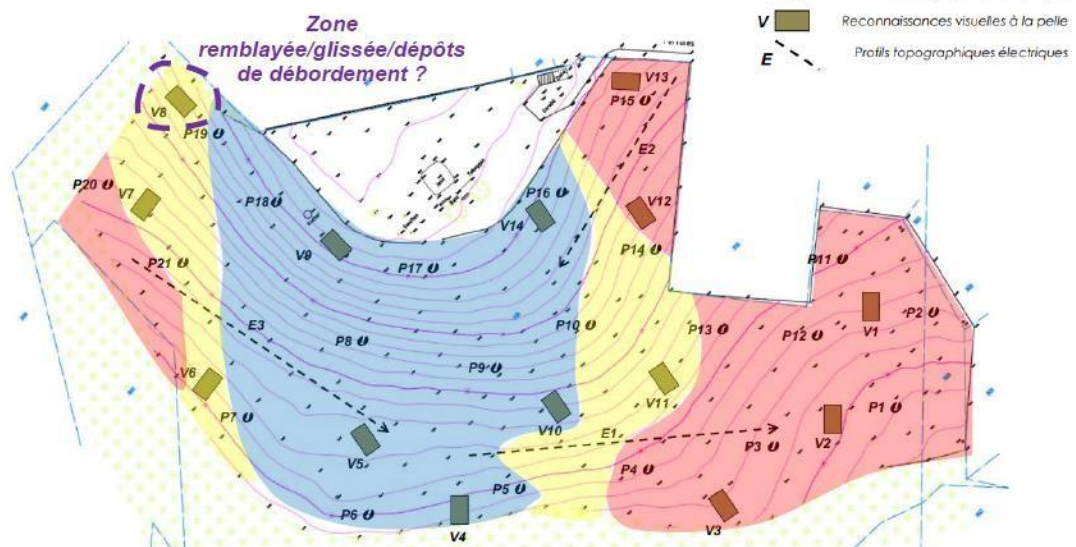 Zone
remblayée/glissée/dépôts
de débordement ?
V Reconnaissances visuelles à la pelle
E Profils topographiques électriques
V13
P15
V8
P19
E2
P20
V7
P18
P16
V12
V14
V9
P14
P17
P21
P11
E3
P10
V1
P2
P8
P13
P12
P9
V6
V11
P1
P7
V10
V2
V5
E1
P3
P4
P5
P6
V4
V3